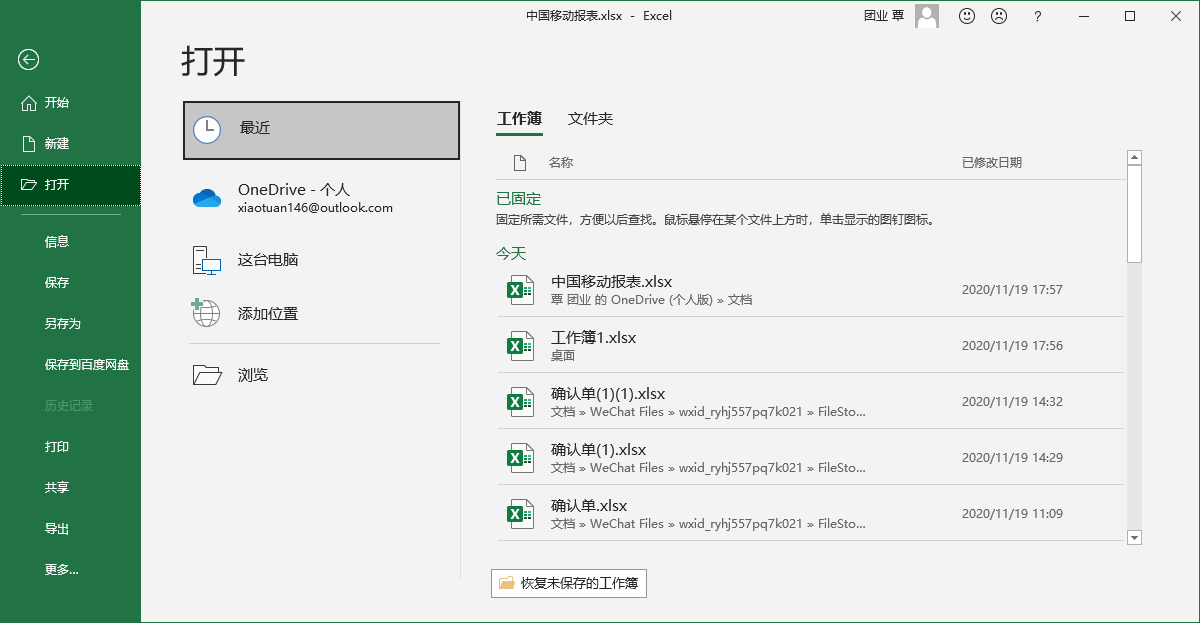 中国移动报表.xlsx - Excel
团业 覃
?
打开
开始
新建
打开
信息
保存
另存为
保存到百度网盘
历史记录
打印
共享
导出
更多...
最近
OneDrive - 个人
xiaotuan146@outlook.com
这台电脑
添加位置
浏览
工作簿 文件夹
名称 已修改日期
已固定
固定所需文件，方便以后查找。鼠标悬停在某个文件上方时，单击显示的图钉图标。
今天
中国移动报表.xlsx
覃 团业 的 OneDrive (个人版) » 文档
2020/11/19 17:57
工作簿1.xlsx
桌面
2020/11/19 17:56
确认单(1)(1).xlsx
文档 » WeChat Files » wxid_ryhj557pq7k021 » FileSto...
2020/11/19 14:32
确认单(1).xlsx
文档 » WeChat Files » wxid_ryhj557pq7k021 » FileSto...
2020/11/19 14:29
确认单.xlsx
文档 » WeChat Files » wxid_ryhj557pq7k021 » FileSto...
2020/11/19 11:09
恢复未保存的工作簿